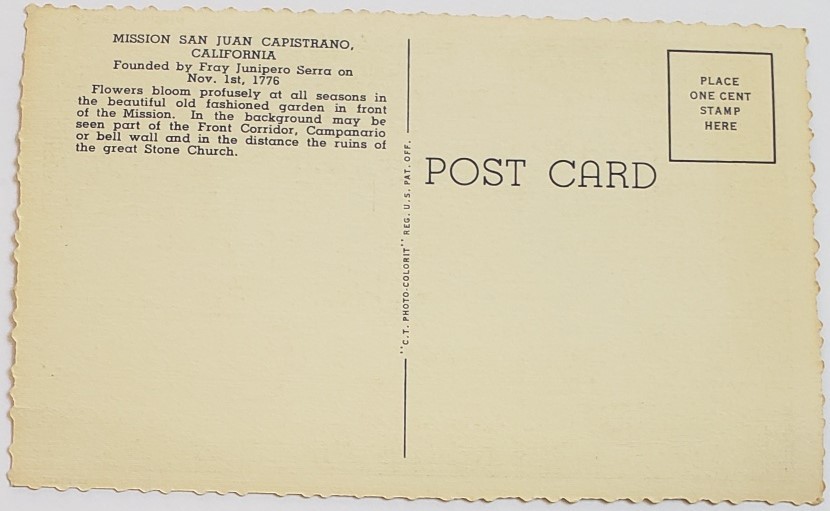 MISSION SAN JUAN CAPISTRANO,
CALIFORNIA
Founded by Fray Junipero Serra on
Nov. 1st, 1776
Flowers bloom profusely at all seasons in
the beautiful old fashioned garden in front
of the Mission. In the background may be
seen part of the Front Corridor, Campanario
or bell wall and in the distance the ruins of
the great Stone Church.
"C.T. PHOTO-COLORIT" REG. U.S. PAT. OFF.
POST CARD
PLACE
ONE CENT
STAMP
HERE